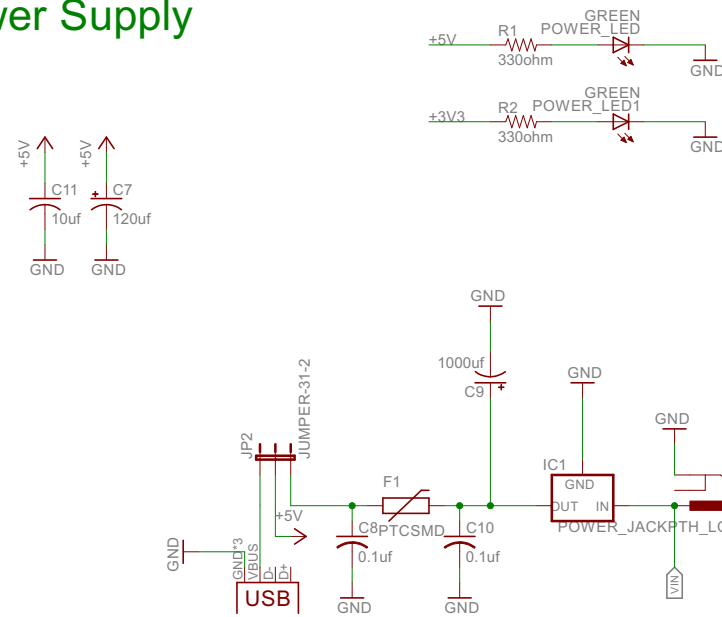 wer Supply
GREEN
POWER_LED
R1
+5V
330ohm
GND
GREEN
POWER_LED1
R2
+3V3
330ohm
GND
+5V
+5V
C11
C7
10uf
120uf
GND
GND
GND
1000uf
C9
GND
GND
JP2
JUMPER-31-2
IC1
GND
OUT IN
POWER_JACKPTH_LO
F1
PTCSMD
+5V
C8
C10
0.1uf
0.1uf
GND
GND*3
VBUS
D-
D+
USB
GND
GND
VIN